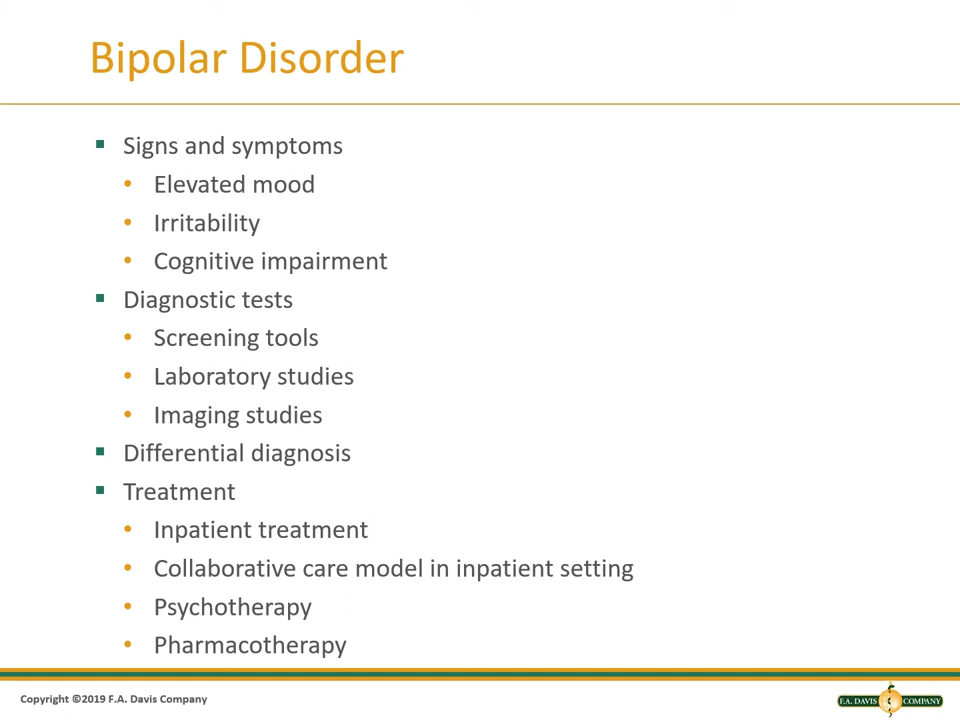 Bipolar Disorder
Signs and symptoms
Elevated mood
Irritability
Cognitive impairment
Diagnostic tests
Screening tools
Laboratory studies
Imaging studies
Differential diagnosis
Treatment
Inpatient treatment
Collaborative care model in inpatient setting
Psychotherapy
Pharmacotherapy
Copyright ©2019 F.A. Davis Company
F.A. DAVIS COMPANY